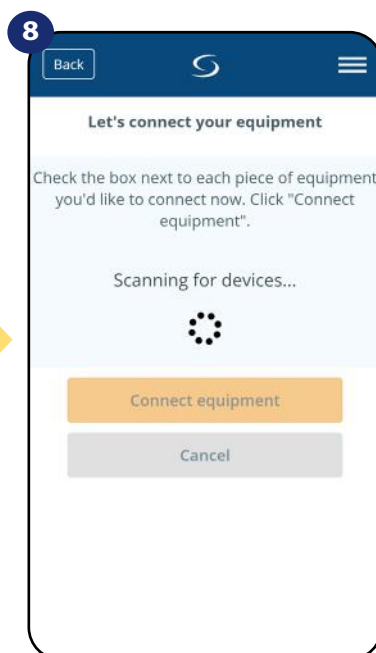 8
Back
Let's connect your equipment
Check the box next to each piece of equipment
you'd like to connect now. Click "Connect
equipment".
Scanning for devices...
Connect equipment
Cancel